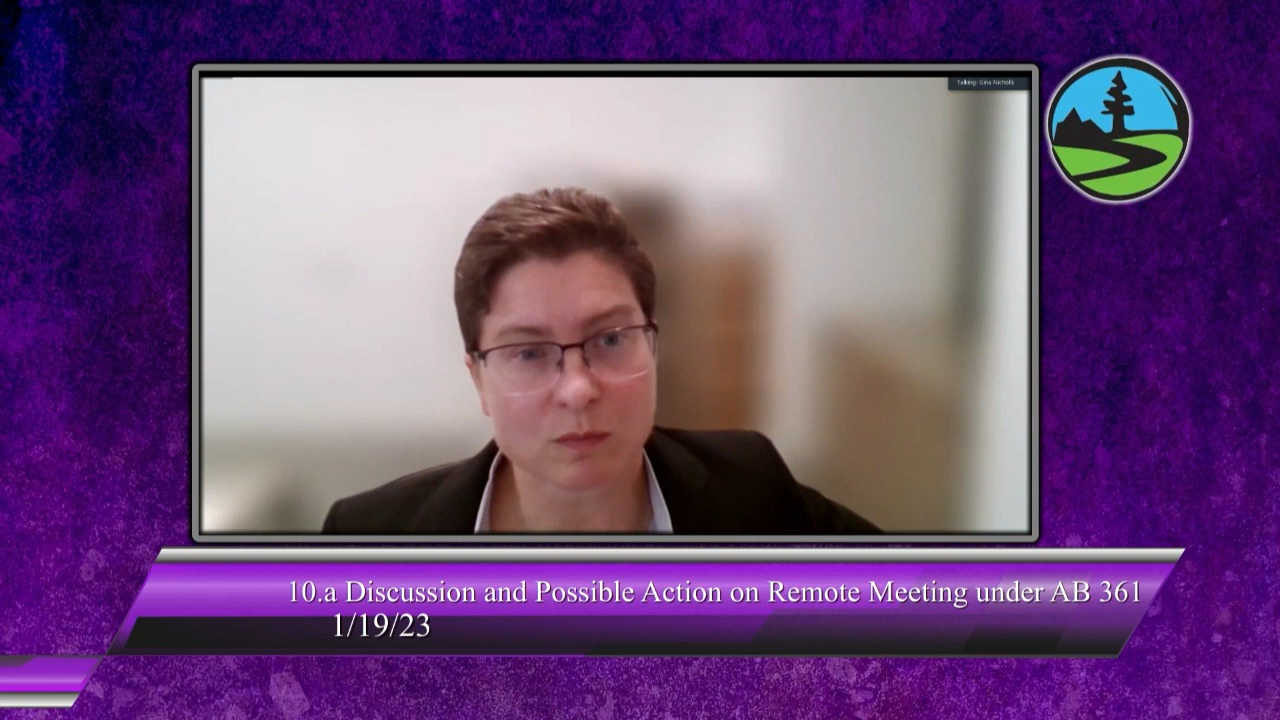 Talking: Gina Nicholls
10.a Discussion and Possible Action on Remote Meeting under AB 361
1/19/23